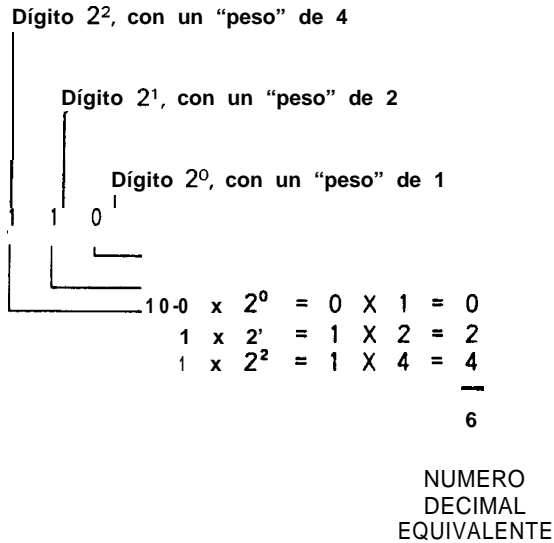 Dígito 2², con un “peso” de 4
Dígito 2¹, con un “peso” de 2
Dígito 2⁰, con un “peso” de 1
1 1 0
10-0 x 2⁰ = 0 X 1 = 0
1 x 2' = 1 X 2 = 2
1 x 2² = 1 X 4 = 4
6
NUMERO
DECIMAL
EQUIVALENTE